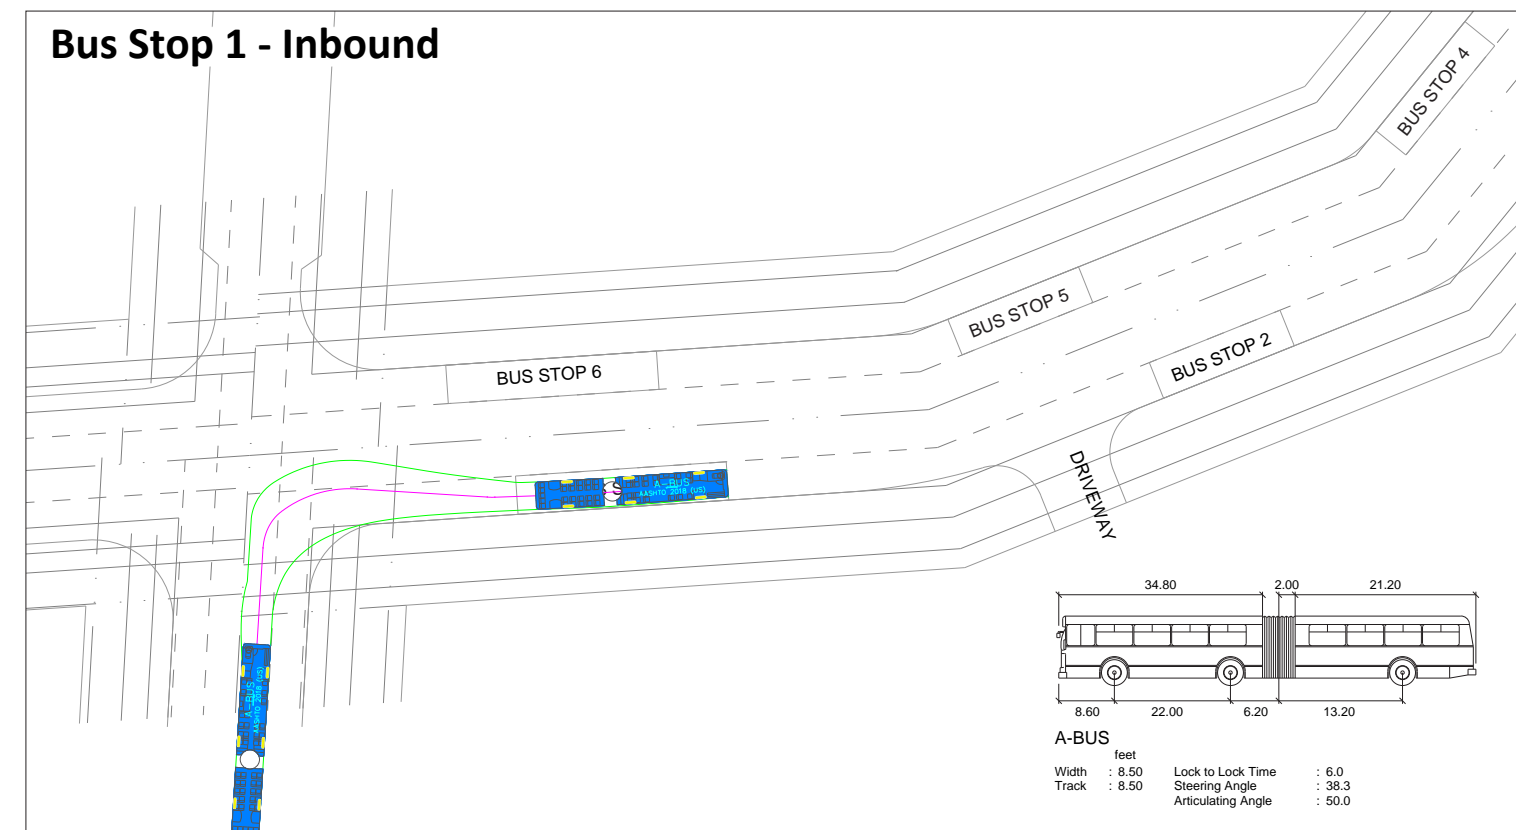 Bus Stop 1 - Inbound
BUS STOP 4
BUS STOP 5
BUS STOP 2
BUS STOP 6
DRIVEWAY
A-BUS
AASHTO 2018 (US)
A-BUS
AASHTO 2018 (US)
34.80 2.00 21.20
8.60 22.00 6.20 13.20
A-BUS
feet
Width : 8.50 Lock to Lock Time : 6.0
Track : 8.50 Steering Angle : 38.3
Articulating Angle : 50.0